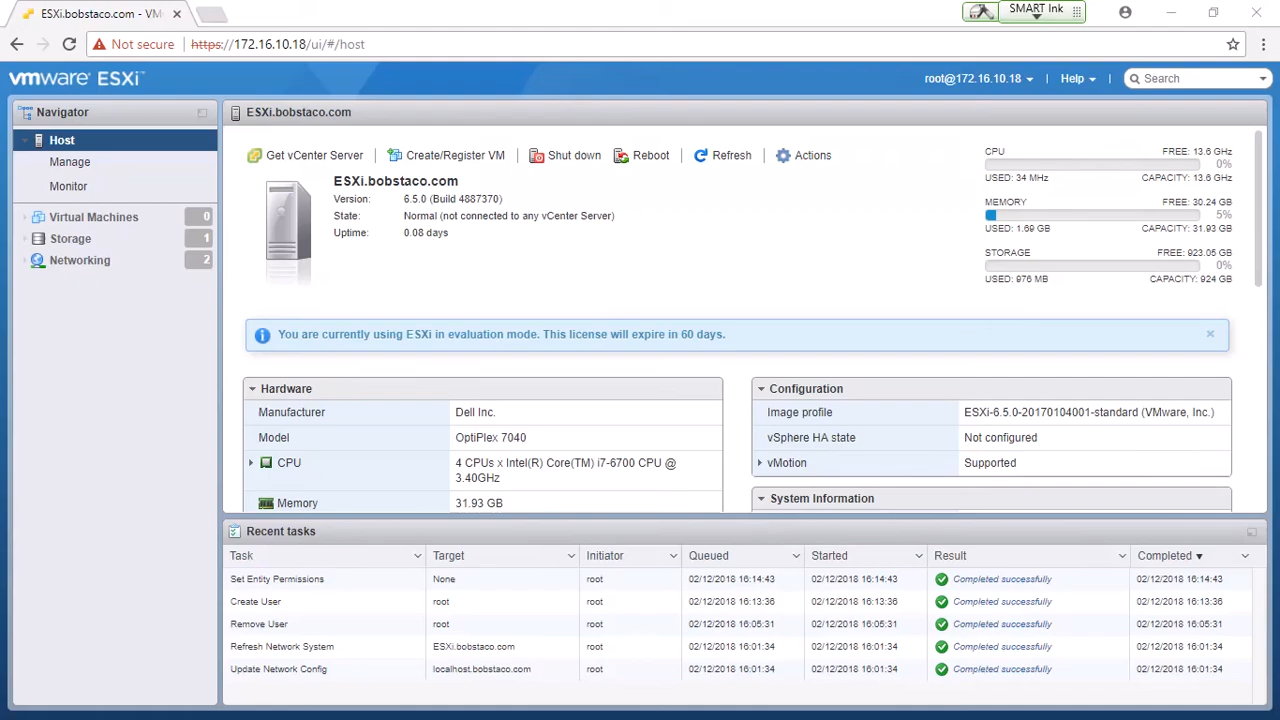 ESXi.bobstaco.com - VM
SMART Ink
Not secure
https://172.16.10.18/ui/#/host
vmware ESXi™
root@172.16.10.18
Help
Search
Navigator
Host
Manage
Monitor
Virtual Machines 0
Storage 1
Networking 2
ESXi.bobstaco.com
Get vCenter Server
Create/Register VM
Shut down
Reboot
Refresh
Actions
ESXi.bobstaco.com
Version: 6.5.0 (Build 4887370)
State: Normal (not connected to any vCenter Server)
Uptime: 0.08 days
CPU FREE: 13.6 GHz
0%
USED: 34 MHz CAPACITY: 13.6 GHz
MEMORY FREE: 30.24 GB
5%
USED: 1.69 GB CAPACITY: 31.93 GB
STORAGE FREE: 923.05 GB
0%
USED: 976 MB CAPACITY: 924 GB
You are currently using ESXi in evaluation mode. This license will expire in 60 days.
Hardware
Manufacturer Dell Inc.
Model OptiPlex 7040
CPU 4 CPUs x Intel(R) Core(TM) i7-6700 CPU @
3.40GHz
Memory 31.93 GB
Configuration
Image profile ESXi-6.5.0-20170104001-standard (VMware, Inc.)
vSphere HA state Not configured
vMotion Supported
System Information
Recent tasks
Task Target Initiator Queued Started Result Completed
Set Entity Permissions None root 02/12/2018 16:14:43 02/12/2018 16:14:43 Completed successfully 02/12/2018 16:14:43
Create User root root 02/12/2018 16:13:36 02/12/2018 16:13:36 Completed successfully 02/12/2018 16:13:36
Remove User root root 02/12/2018 16:05:31 02/12/2018 16:05:31 Completed successfully 02/12/2018 16:05:31
Refresh Network System ESXi.bobstaco.com root 02/12/2018 16:01:34 02/12/2018 16:01:34 Completed successfully 02/12/2018 16:01:34
Update Network Config localhost.bobstaco.com root 02/12/2018 16:01:34 02/12/2018 16:01:34 Completed successfully 02/12/2018 16:01:34